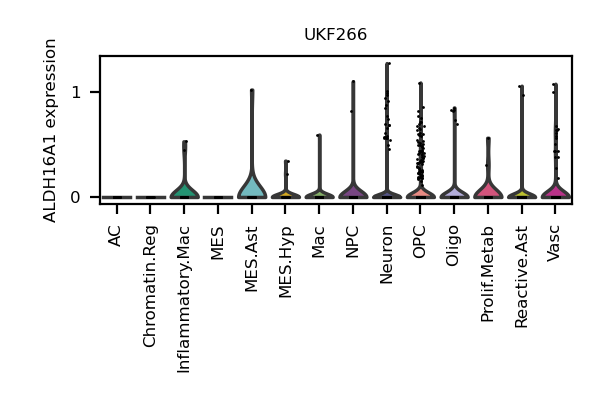 UKF266
ALDH16A1 expression
1
0
AC
Chromatin.Reg
Inflammatory.Mac
MES
MES.Ast
MES.Hyp
Mac
NPC
Neuron
OPC
Oligo
Prolif.Metab
Reactive.Ast
Vasc